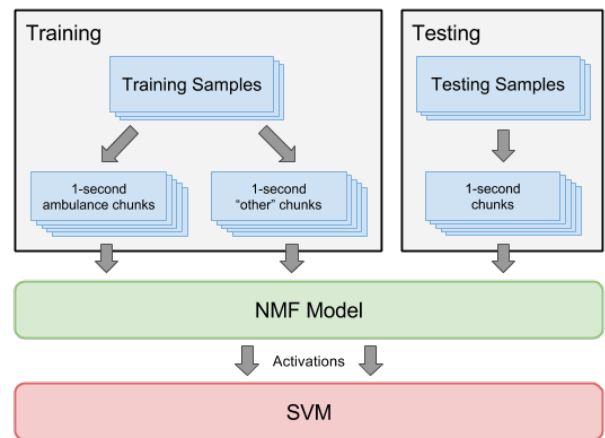 Training
Testing
Training Samples
Testing Samples
1-second
ambulance chunks
1-second
“other” chunks
1-second
chunks
NMF Model
Activations
SVM